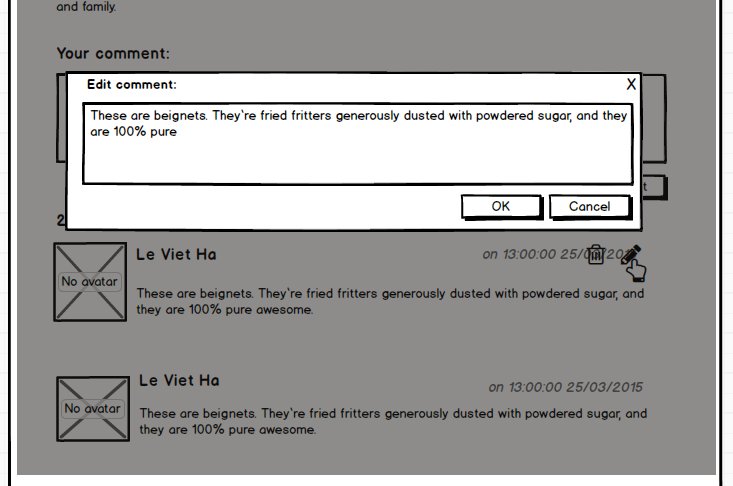 and family.
Your comment:
Edit comment:
X
These are beignets. They're fried fritters generously dusted with powdered sugar, and they
are 100% pure
t
OK
Cancel
2
Le Viet Ha
on 13:00:00 25/
No avatar
These are beignets. They're fried fritters generously dusted with powdered sugar, and
they are 100% pure awesome.
Le Viet Ha
on 13:00:00 25/03/2015
No avatar
These are beignets. They're fried fritters generously dusted with powdered sugar, and
they are 100% pure awesome.